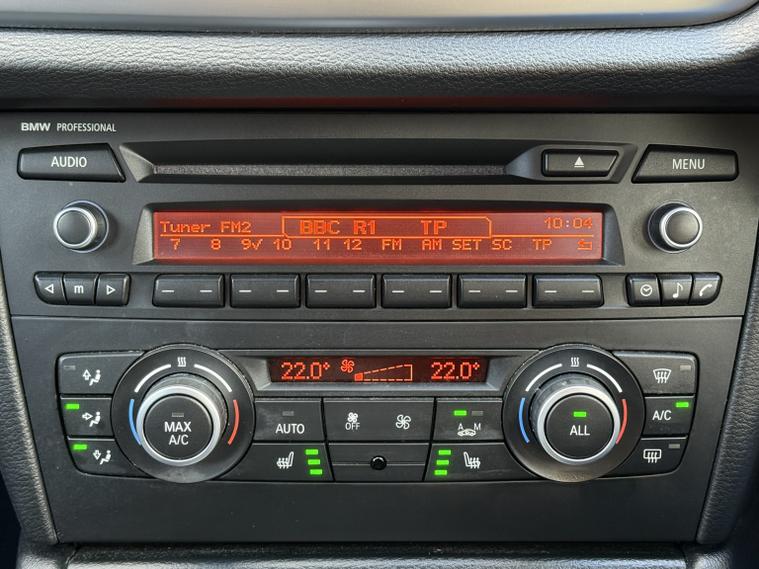 BMW PROFESSIONAL
AUDIO
MENU
Tuner FM2 BBC R1 TP 10:04
7 8 9✓ 10 11 12 FM AM SET SC TP
m
22.0° 22.0°
MAX A/C
AUTO
OFF
A M
ALL
A/C